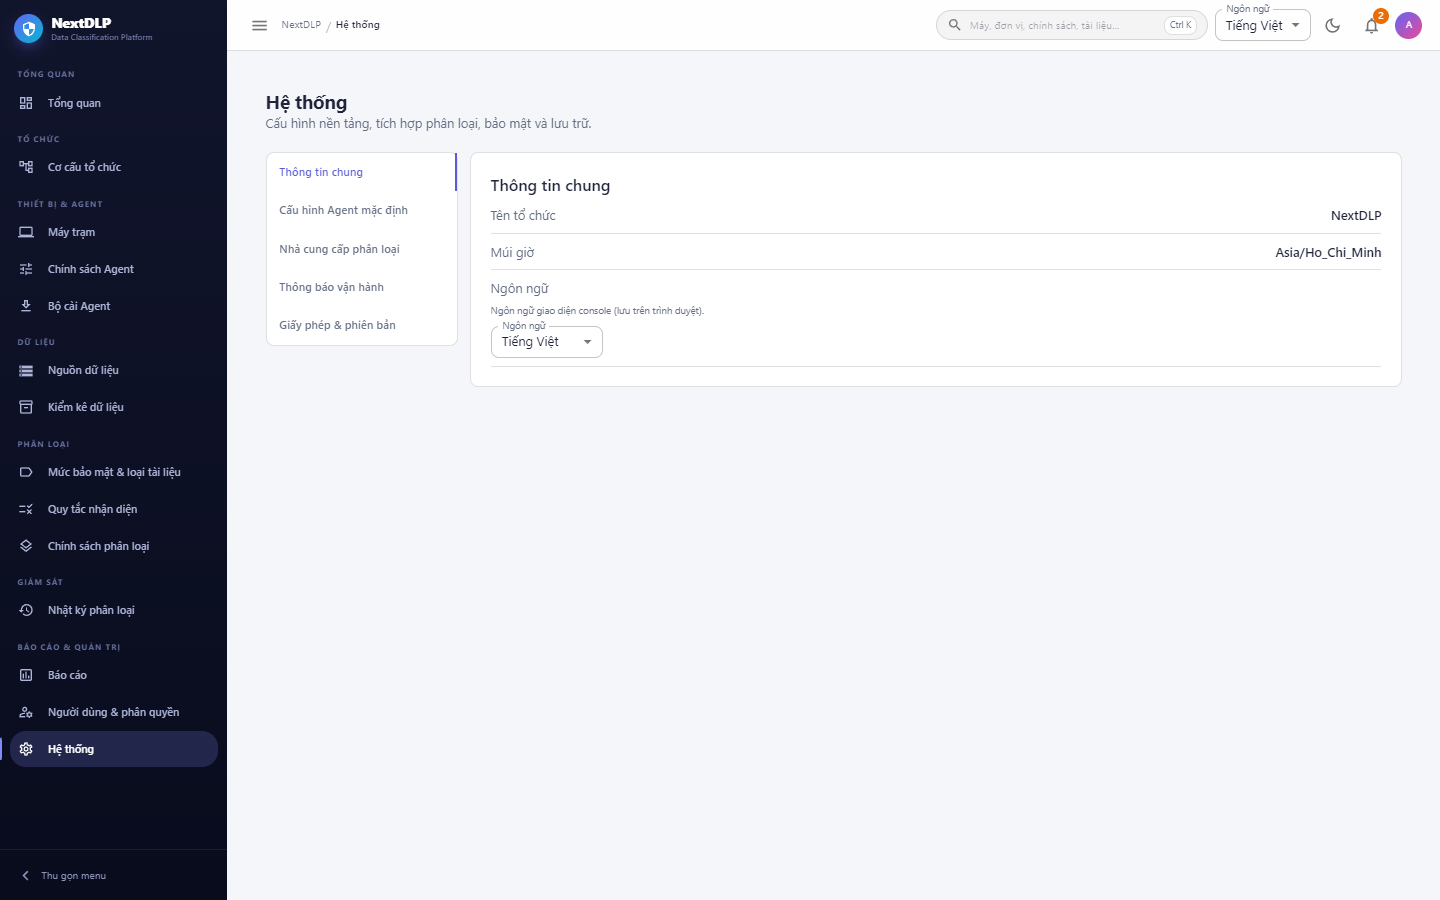 NextDLP
Data Classification Platform
TỔNG QUAN
Tổng quan
TỔ CHỨC
Cơ cấu tổ chức
THIẾT BỊ & AGENT
Máy trạm
Chính sách Agent
Bộ cài Agent
DỮ LIỆU
Nguồn dữ liệu
Kiểm kê dữ liệu
PHÂN LOẠI
Mức bảo mật & loại tài liệu
Quy tắc nhận diện
Chính sách phân loại
GIÁM SÁT
Nhật ký phân loại
BÁO CÁO & QUẢN TRỊ
Báo cáo
Người dùng & phân quyền
Hệ thống
Thu gọn menu
NextDLP / Hệ thống
Máy, đơn vị, chính sách, tài liệu... Ctrl K
Ngôn ngữ
Tiếng Việt
2
A
Hệ thống
Cấu hình nền tảng, tích hợp phân loại, bảo mật và lưu trữ.
Thông tin chung
Cấu hình Agent mặc định
Nhà cung cấp phân loại
Thông báo vận hành
Giấy phép & phiên bản
Thông tin chung
Tên tổ chức NextDLP
Múi giờ Asia/Ho_Chi_Minh
Ngôn ngữ
Ngôn ngữ giao diện console (lưu trên trình duyệt).
Ngôn ngữ
Tiếng Việt